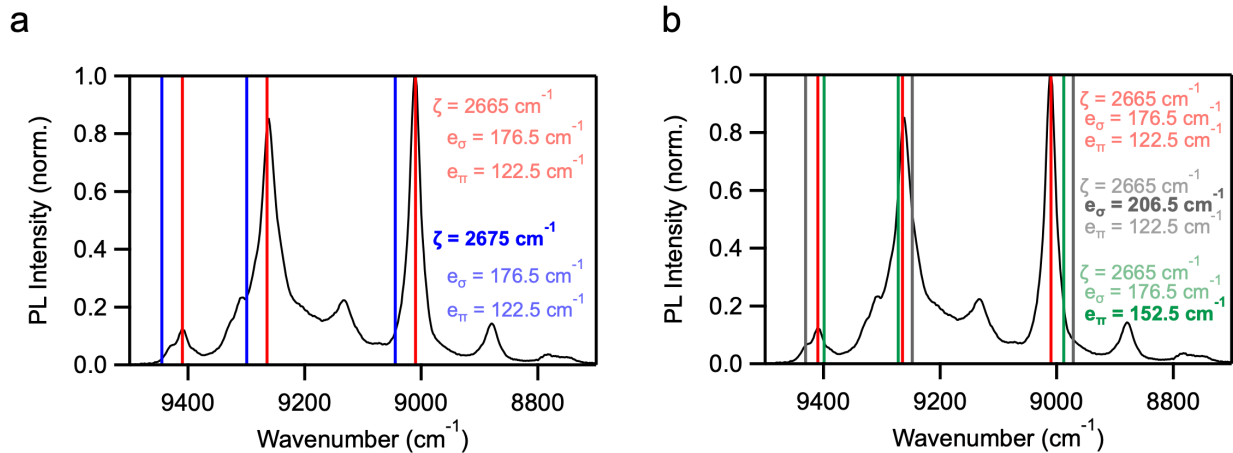 a
PL Intensity (norm.)
1.0
0.8
0.6
0.4
0.2
0.0
ζ = 2665 cm⁻¹
eσ = 176.5 cm⁻¹
eπ = 122.5 cm⁻¹
ζ = 2675 cm⁻¹
eσ = 176.5 cm⁻¹
eπ = 122.5 cm⁻¹
9400 9200 9000 8800
Wavenumber (cm⁻¹)
b
PL Intensity (norm.)
1.0
0.8
0.6
0.4
0.2
0.0
ζ = 2665 cm⁻¹
eσ = 176.5 cm⁻¹
eπ = 122.5 cm⁻¹
ζ = 2665 cm⁻¹
eσ = 206.5 cm⁻¹
eπ = 122.5 cm⁻¹
ζ = 2665 cm⁻¹
eσ = 176.5 cm⁻¹
eπ = 152.5 cm⁻¹
9400 9200 9000 8800
Wavenumber (cm⁻¹)